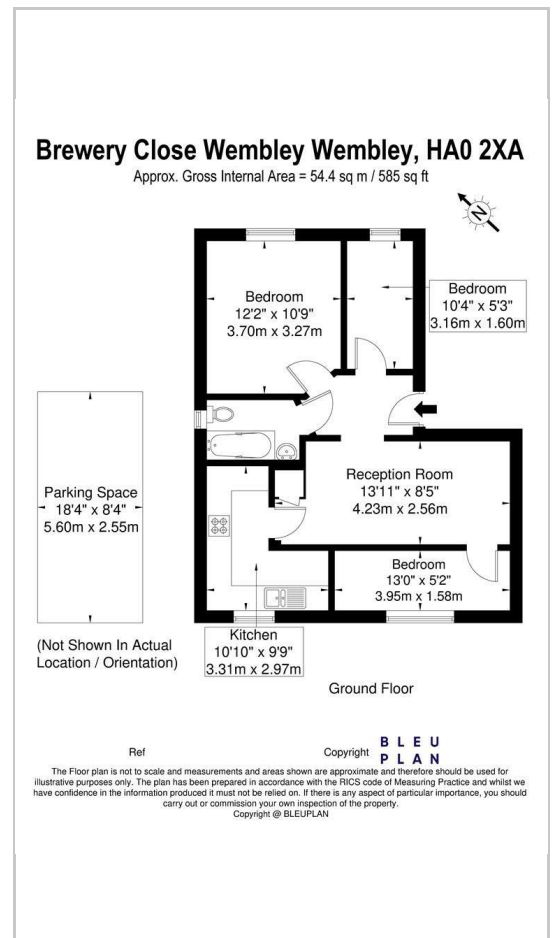 Brewery Close Wembley Wembley, HA0 2XA
Approx. Gross Internal Area = 54.4 sq m / 585 sq ft
N
Bedroom
12'2" x 10'9"
3.70m x 3.27m
Bedroom
10'4" x 5'3"
3.16m x 1.60m
Parking Space
18'4" x 8'4"
5.60m x 2.55m
(Not Shown In Actual
Location / Orientation)
Reception Room
13'11" x 8'5"
4.23m x 2.56m
Bedroom
13'0" x 5'2"
3.95m x 1.58m
Kitchen
10'10" x 9'9"
3.31m x 2.97m
Ground Floor
Ref
Copyright
BLEU
PLAN
The Floor plan is not to scale and measurements and areas shown are approximate and therefore should be used for
illustrative purposes only. The plan has been prepared in accordance with the RICS code of Measuring Practice and whilst we
have confidence in the information produced it must not be relied on. If there is any aspect of particular importance, you should
carry out or commission your own inspection of the property.
Copyright @ BLEUPLAN